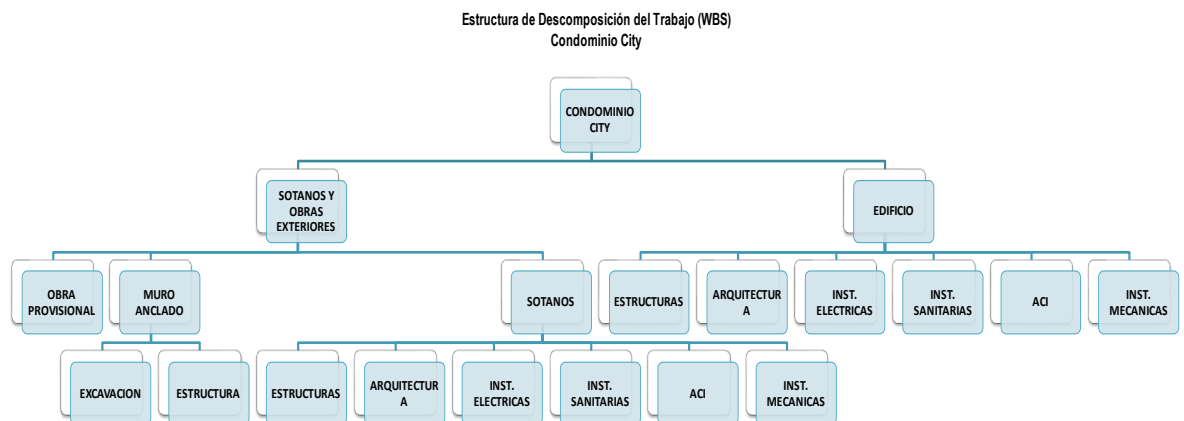 Estructura de Descomposición del Trabajo (WBS)
Condominio City
CONDOMINIO
CITY
SOTANOS Y
OBRAS
EXTERIORES
EDIFICIO
OBRA
PROVISIONAL
MURO
ANCLADO
SOTANOS
ESTRUCTURAS
ARQUITECTUR
A
INST.
ELECTRICAS
INST.
SANITARIAS
ACI
INST.
MECANICAS
EXCAVACION
ESTRUCTURA
ESTRUCTURAS
ARQUITECTUR
A
INST.
ELECTRICAS
INST.
SANITARIAS
ACI
INST.
MECANICAS